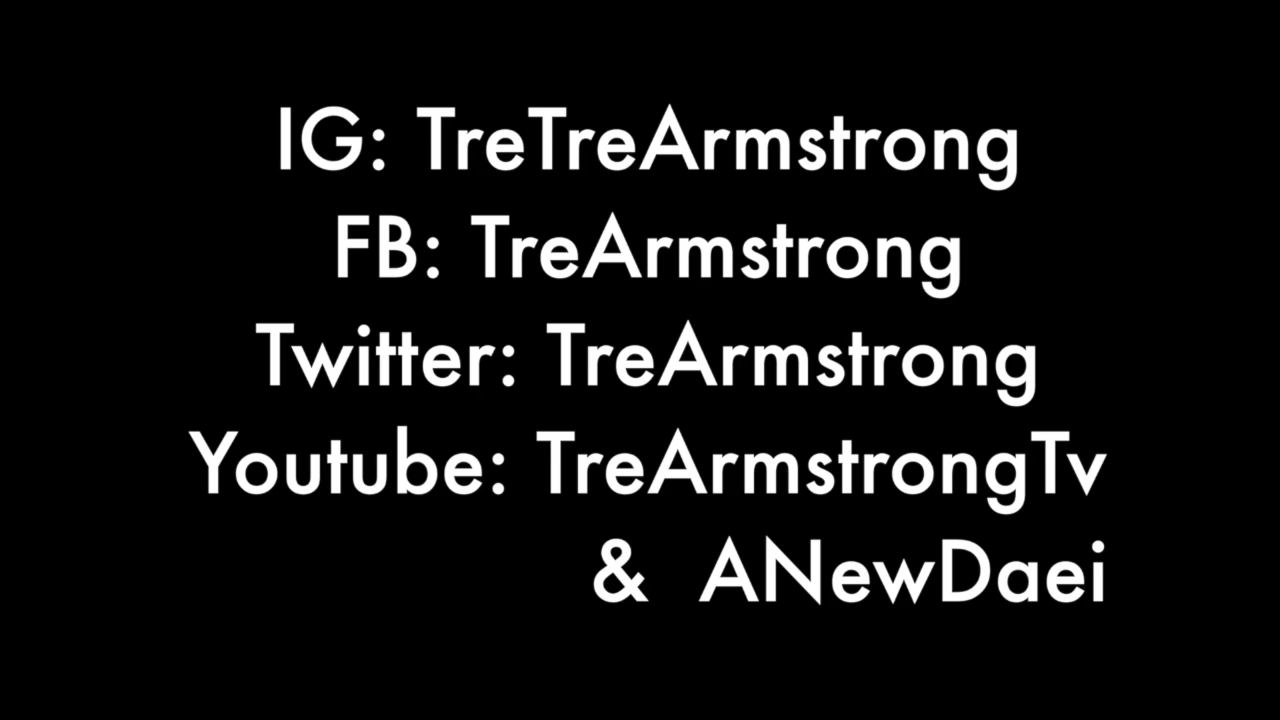 IG: TreTreArmstrong
FB: TreArmstrong
Twitter: TreArmstrong
Youtube: TreArmstrongTv
& ANewDaei